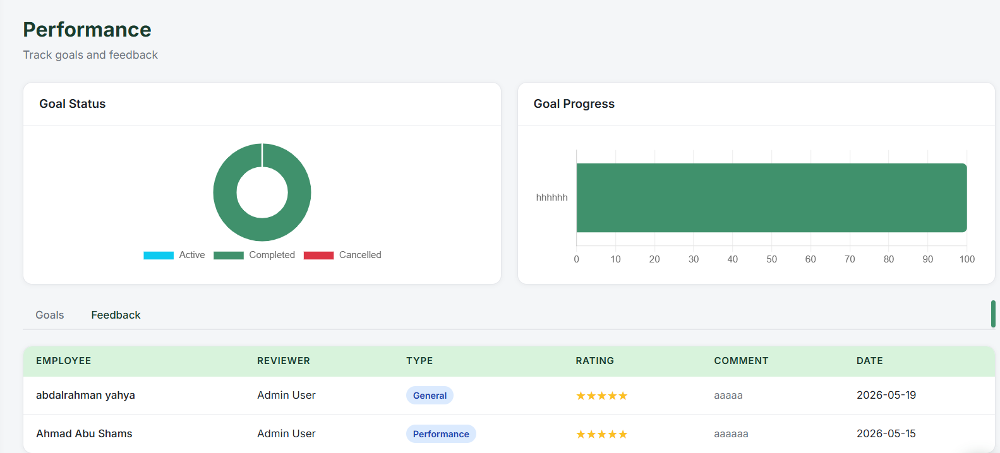 Performance
Track goals and feedback
Goal Status
Active Completed Cancelled
Goal Progress
hhhhhh
0 10 20 30 40 50 60 70 80 90 100
Goals Feedback
EMPLOYEE REVIEWER TYPE RATING COMMENT DATE
abdalrahman yahya Admin User General ★★★★★ aaaaa 2026-05-19
Ahmad Abu Shams Admin User Performance ★★★★★ aaaaaa 2026-05-15